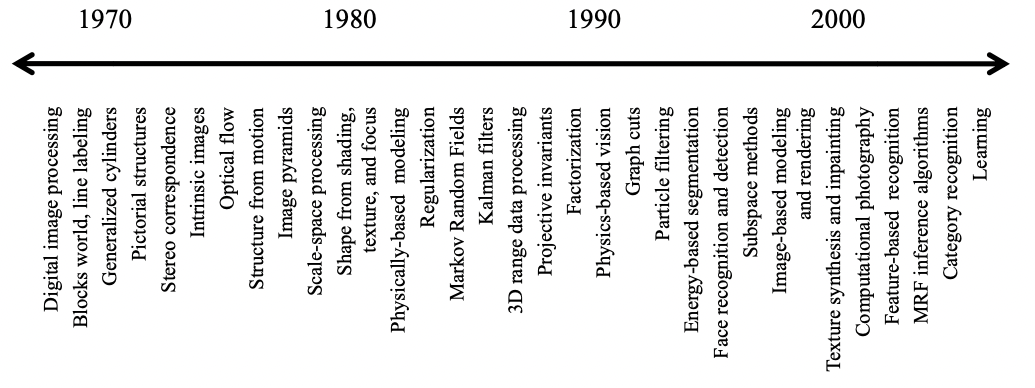 1970
1980
1990
2000
Digital image processing
Blocks world, line labeling
Generalized cylinders
Pictorial structures
Stereo correspondence
Intrinsic images
Optical flow
Structure from motion
Image pyramids
Scale-space processing
Shape from shading,
texture, and focus
Physically-based modeling
Regularization
Markov Random Fields
Kalman filters
3D range data processing
Projective invariants
Factorization
Physics-based vision
Graph cuts
Particle filtering
Energy-based segmentation
Face recognition and detection
Subspace methods
Image-based modeling
and rendering
Texture synthesis and inpainting
Computational photography
Feature-based recognition
MRF inference algorithms
Category recognition
Learning